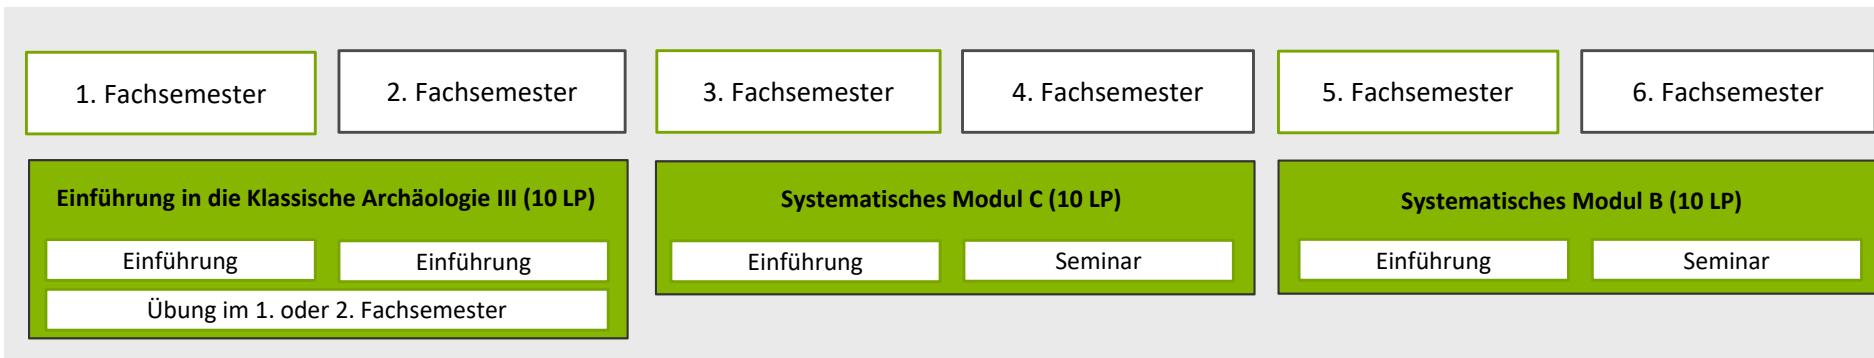 1. Fachsemester
2. Fachsemester
3. Fachsemester
4. Fachsemester
5. Fachsemester
6. Fachsemester
Einführung in die Klassische Archäologie III (10 LP)
Einführung
Einführung
Übung im 1. oder 2. Fachsemester
Systematisches Modul C (10 LP)
Einführung
Seminar
Systematisches Modul B (10 LP)
Einführung
Seminar